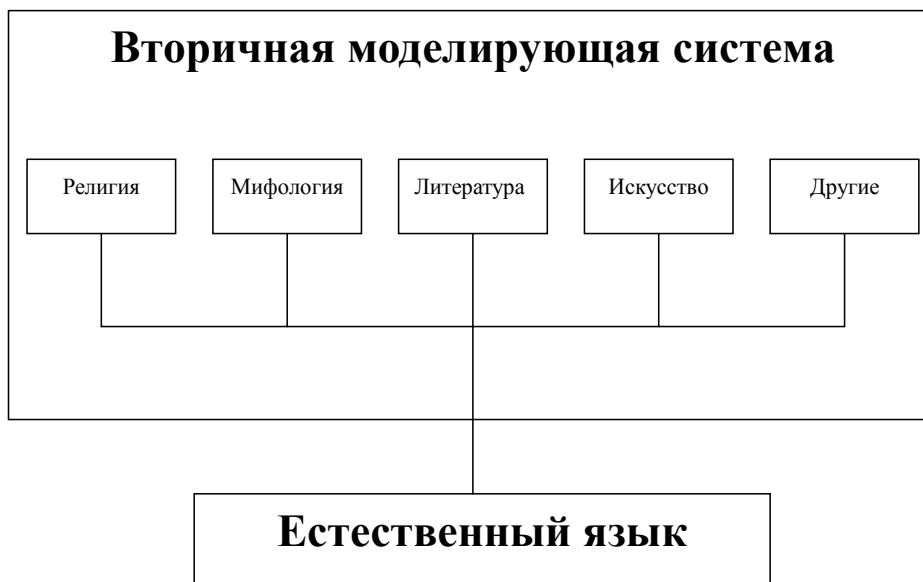 Вторичная моделирующая система
Религия
Мифология
Литература
Искусство
Другие
Естественный язык